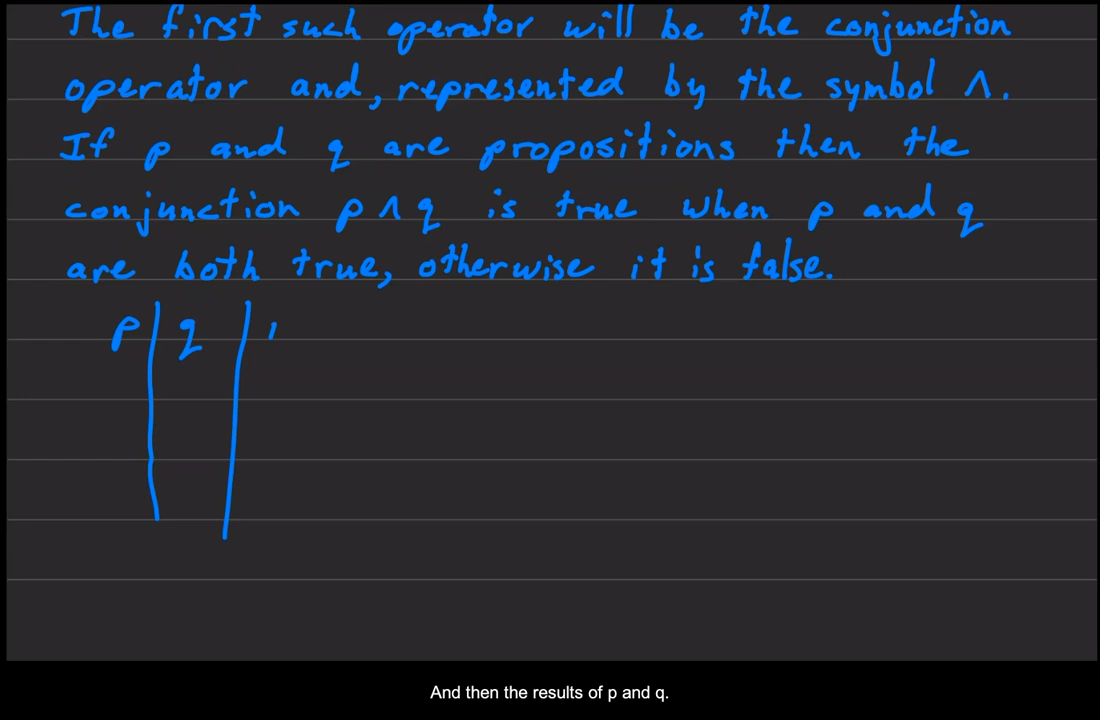 The first such operator will be the conjunction
operator and, represented by the symbol ∧.
If p and q are propositions then the
conjunction p ∧ q is true when p and q
are both true, otherwise it is false.
p | q |
And then the results of p and q.